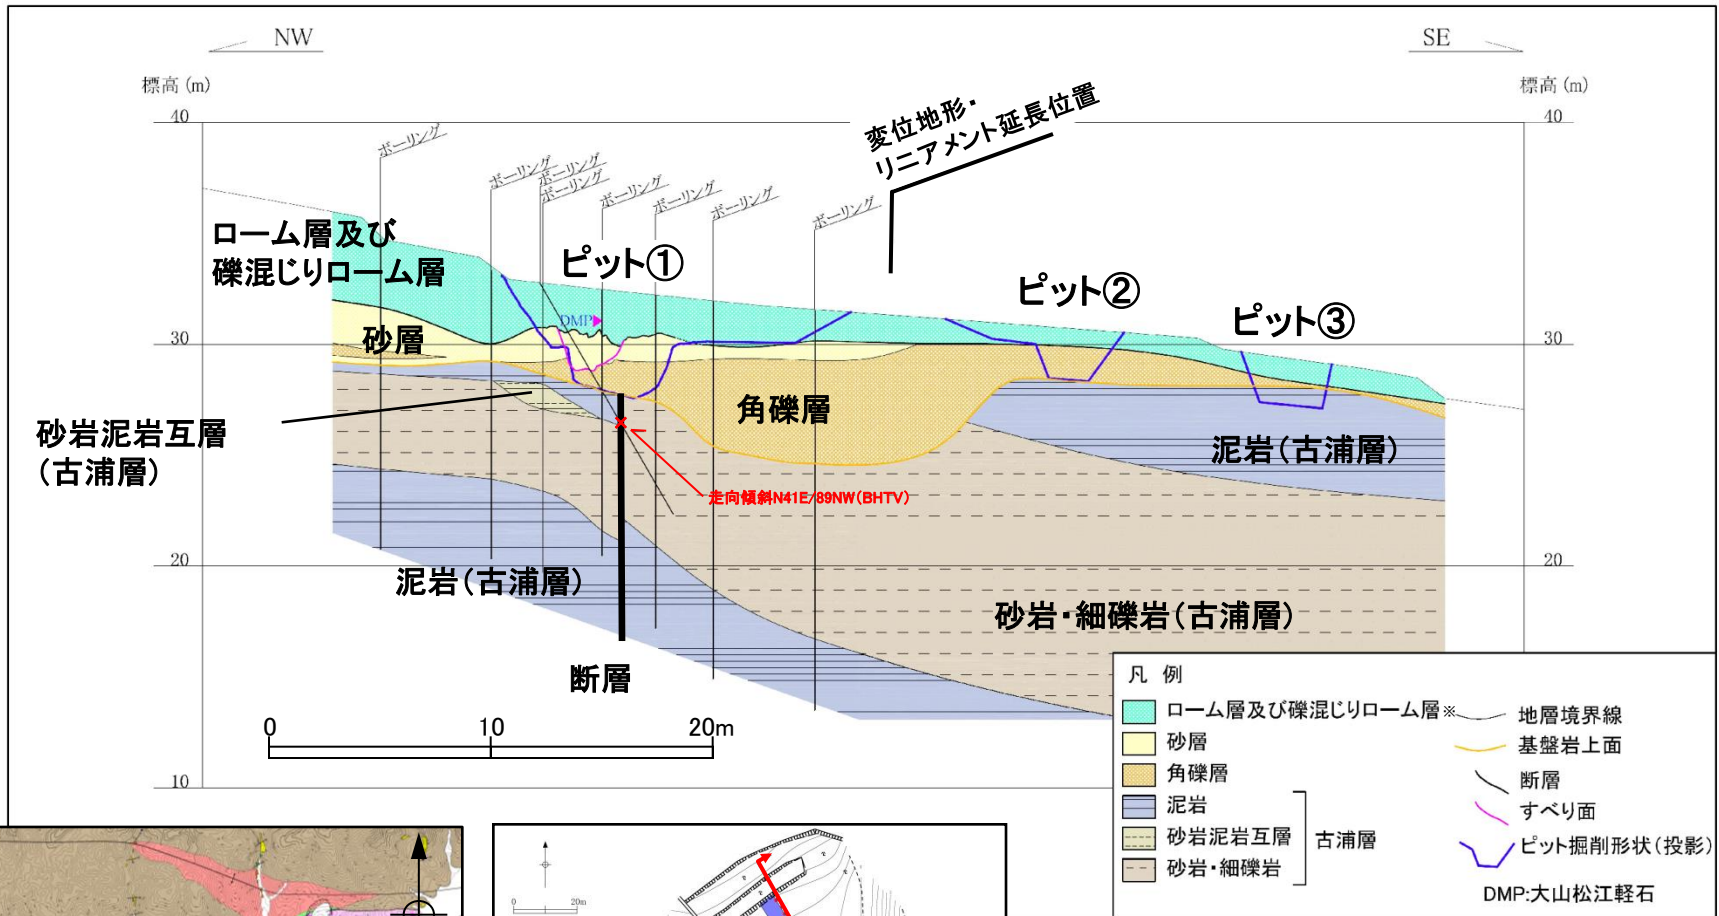 NW
SE
標高(m)
標高(m)
40
40
変位地形・
リニアメント延長位置
ボーリング
ボーリング
ボーリング
ボーリング
ボーリング
ボーリング
ボーリング
ボーリング
ローム層及び
礫混じりローム層
ピット①
ピット②
ピット③
DMP
30
30
砂層
角礫層
砂岩泥岩互層
(古浦層)
泥岩(古浦層)
走向傾斜N41E/89NW(BHTV)
20
20
泥岩(古浦層)
砂岩・細礫岩(古浦層)
断層
0
10
20m
10
凡 例
ローム層及び礫混じりローム層※
砂層
角礫層
泥岩
砂岩泥岩互層
砂岩・細礫岩
古浦層
地層境界線
基盤岩上面
断層
すべり面
ピット掘削形状(投影)
DMP:大山松江軽石
0
20m